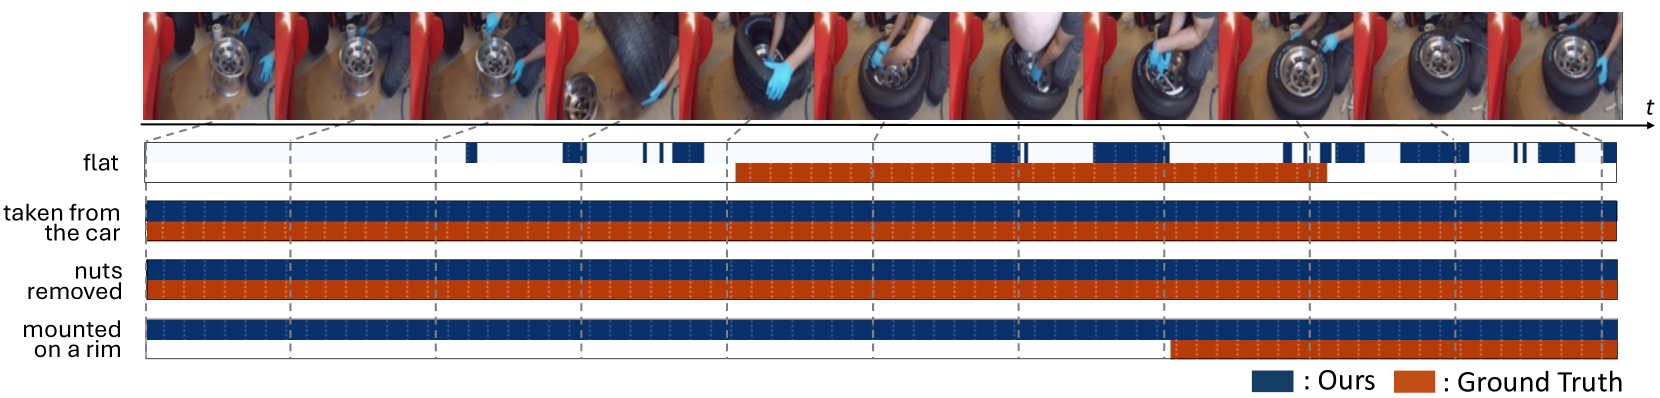 t
flat
taken from
the car
nuts
removed
mounted
on a rim
: Ours : Ground Truth